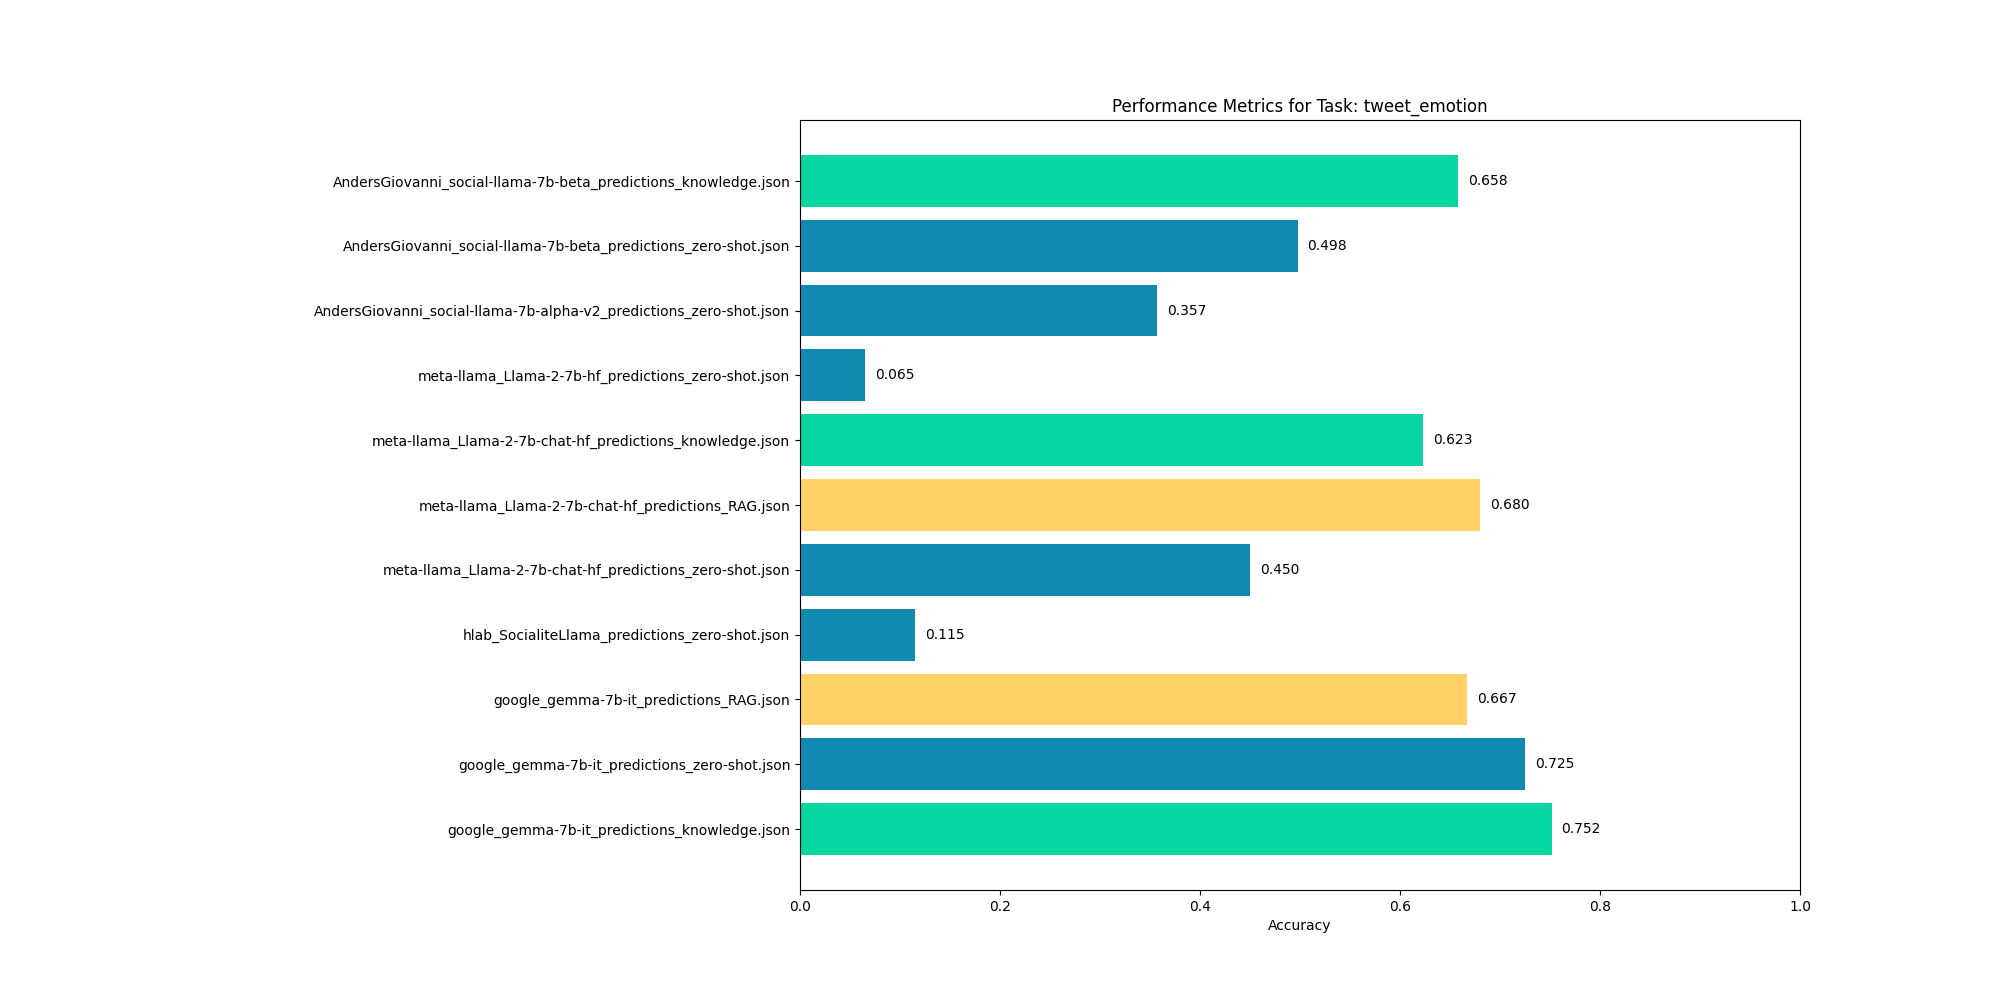 Performance Metrics for Task: tweet_emotion
AndersGiovanni_social-llama-7b-beta_predictions_knowledge.json 0.658
AndersGiovanni_social-llama-7b-beta_predictions_zero-shot.json 0.498
AndersGiovanni_social-llama-7b-alpha-v2_predictions_zero-shot.json 0.357
meta-llama_Llama-2-7b-hf_predictions_zero-shot.json 0.065
meta-llama_Llama-2-7b-chat-hf_predictions_knowledge.json 0.623
meta-llama_Llama-2-7b-chat-hf_predictions_RAG.json 0.680
meta-llama_Llama-2-7b-chat-hf_predictions_zero-shot.json 0.450
hlab_SocialiteLlama_predictions_zero-shot.json 0.115
google_gemma-7b-it_predictions_RAG.json 0.667
google_gemma-7b-it_predictions_zero-shot.json 0.725
google_gemma-7b-it_predictions_knowledge.json 0.752
0.0 0.2 0.4 0.6 0.8 1.0
Accuracy